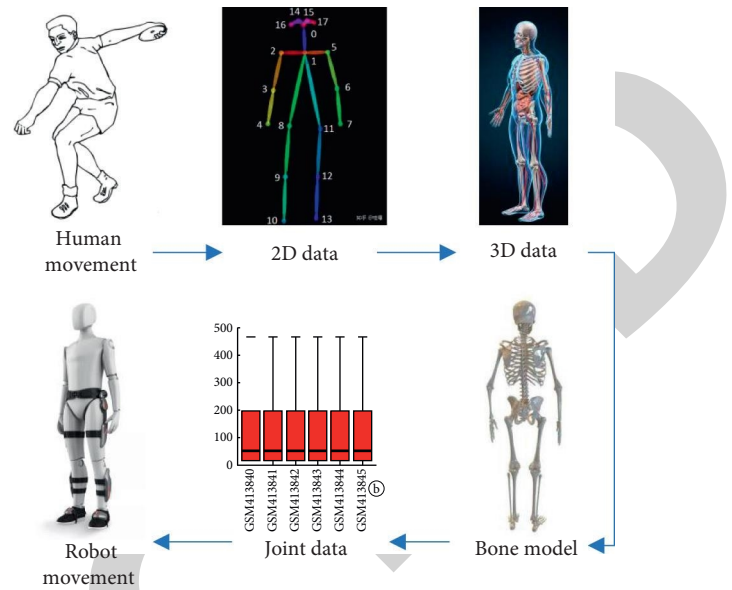 14 15
16 17
0
2 5
1
3 6
4 8 11 7
9 12
10 13
Human
movement
2D data
3D data
500
400
300
200
100
0
GSM413840
GSM413841
GSM413842
GSM413843
GSM413844
GSM413845
b
Robot
movement
Joint data
Bone model